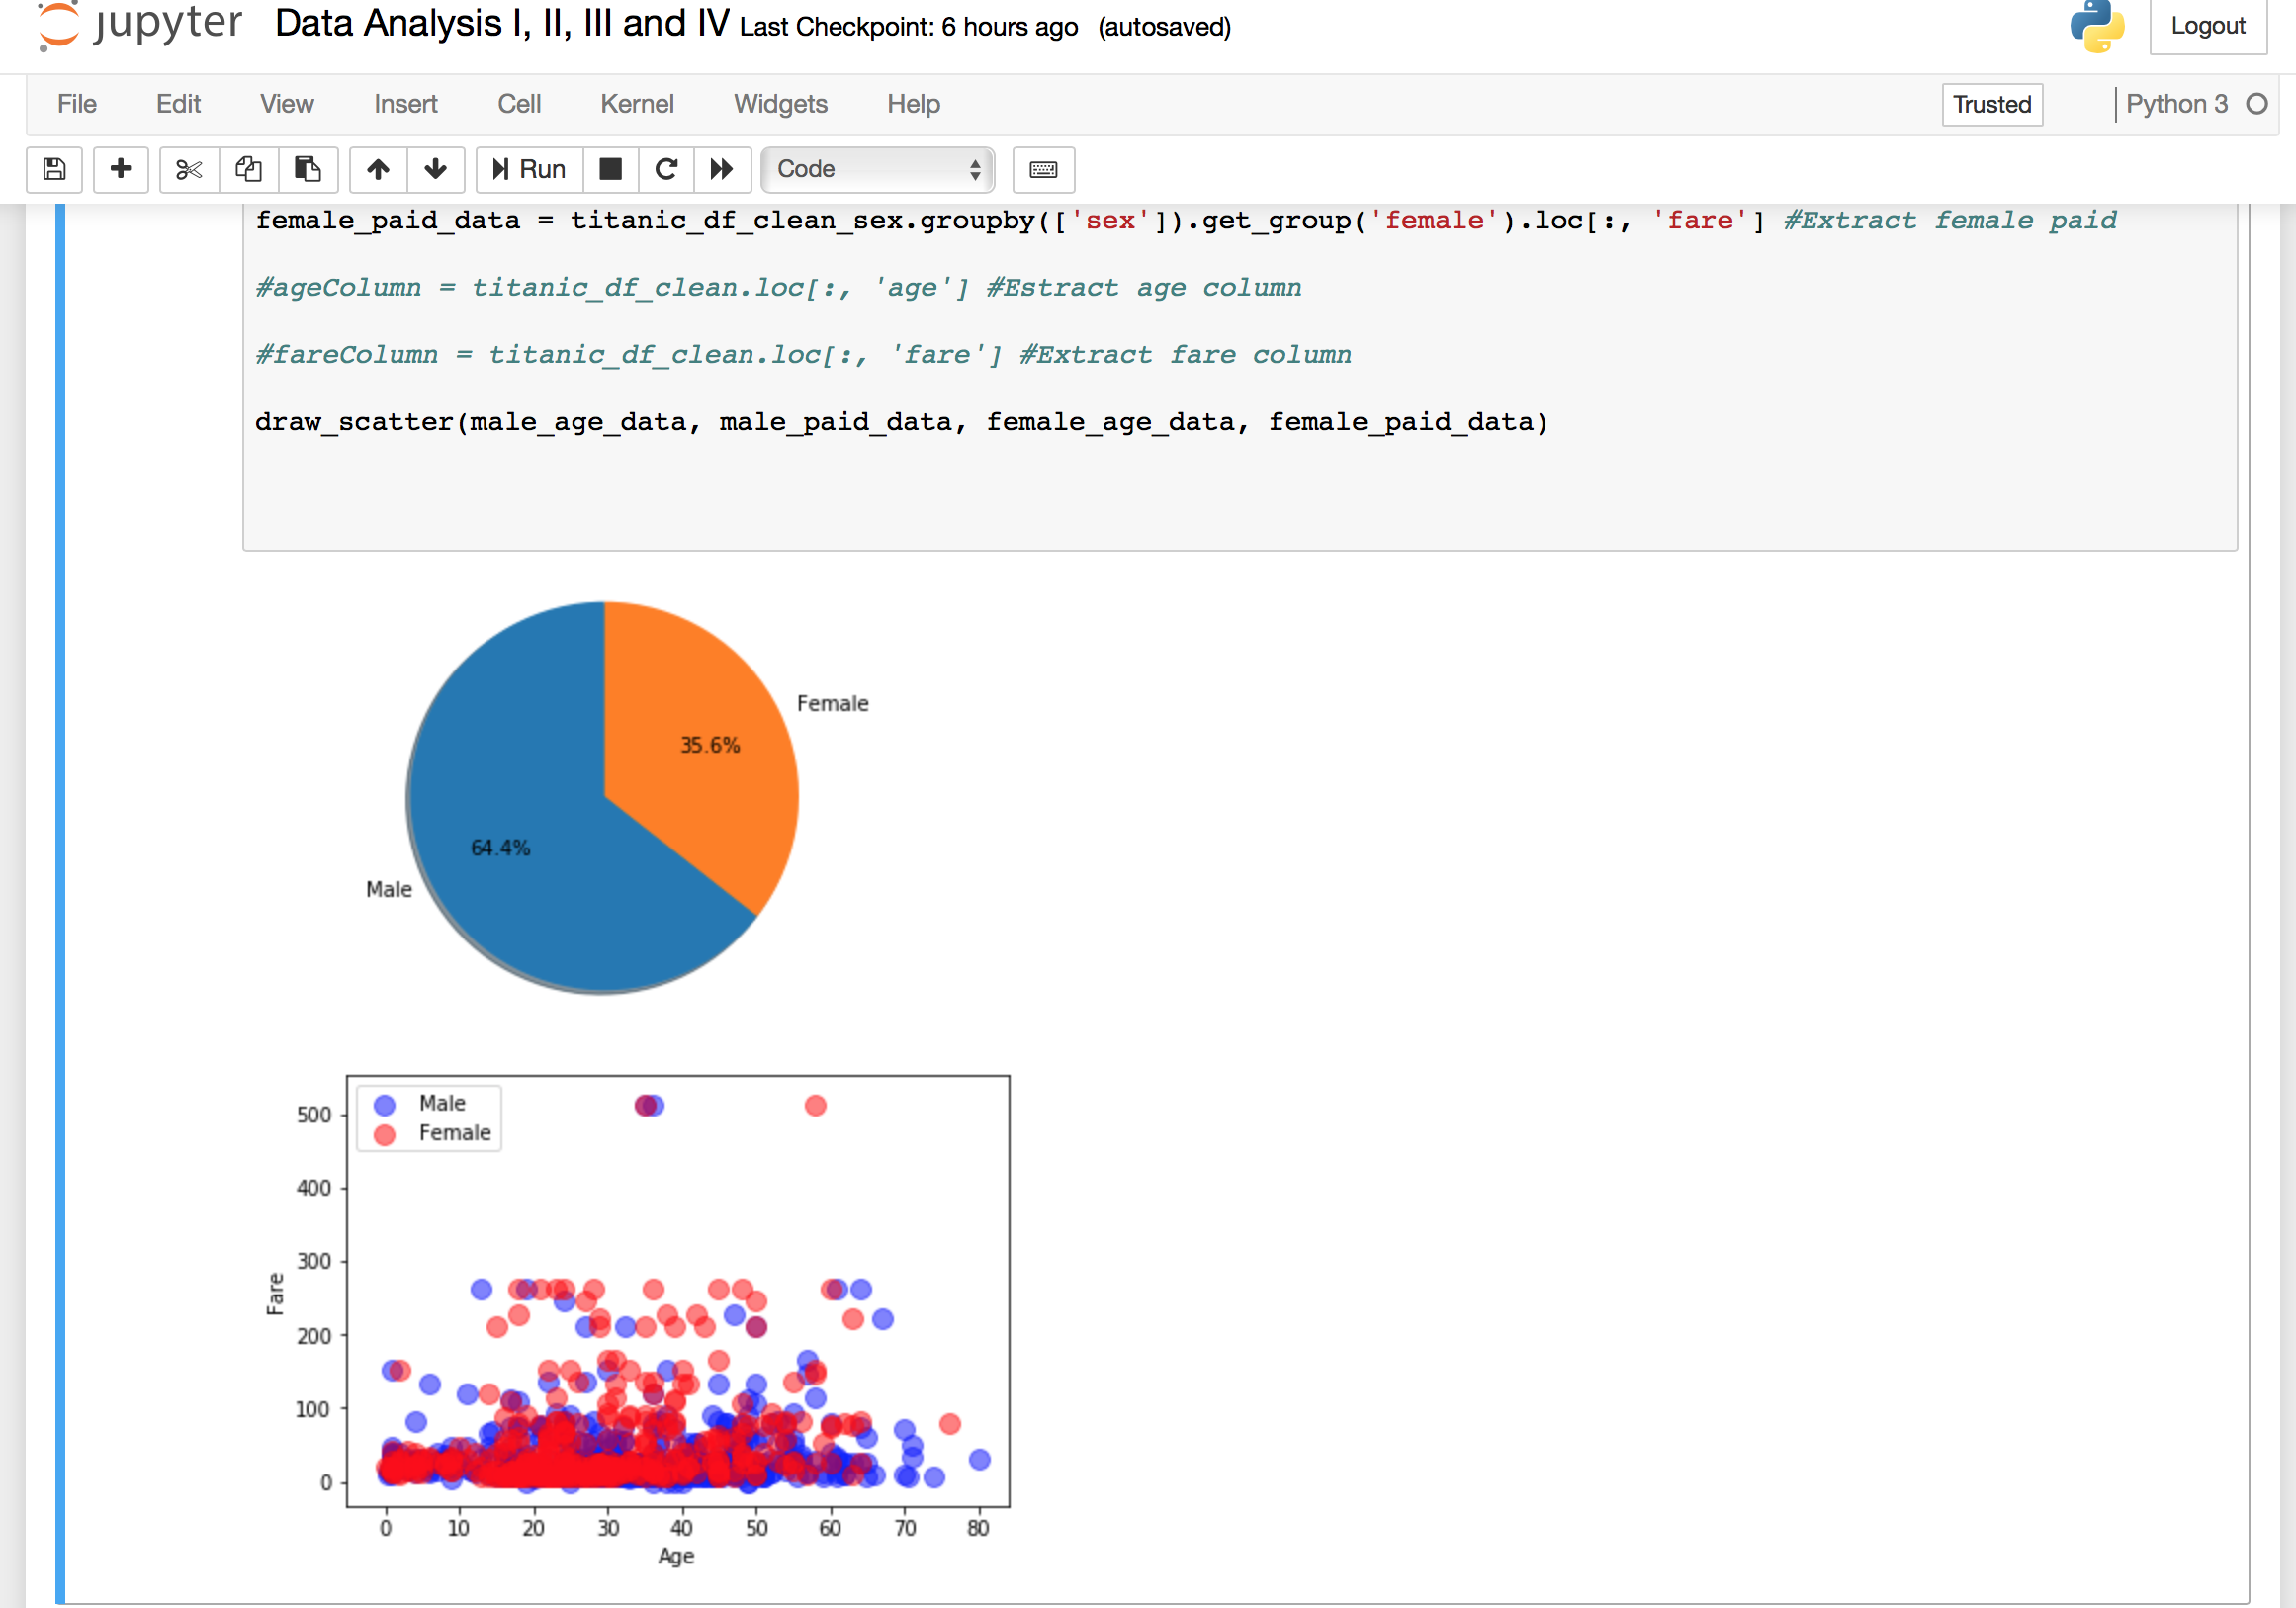 jupyter Data Analysis I, II, III and IV Last Checkpoint: 6 hours ago (autosaved) Logout
File Edit View Insert Cell Kernel Widgets Help Trusted Python 3
Run Code
female_paid_data = titanic_df_clean_sex.groupby(['sex']).get_group('female').loc[:, 'fare'] #Extract female paid
#ageColumn = titanic_df_clean.loc[:, 'age'] #Estract age column
#fareColumn = titanic_df_clean.loc[:, 'fare'] #Extract fare column
draw_scatter(male_age_data, male_paid_data, female_age_data, female_paid_data)
Female
35.6%
64.4%
Male
Male
Female
500
400
300
200
100
0
Fare
0 10 20 30 40 50 60 70 80
Age